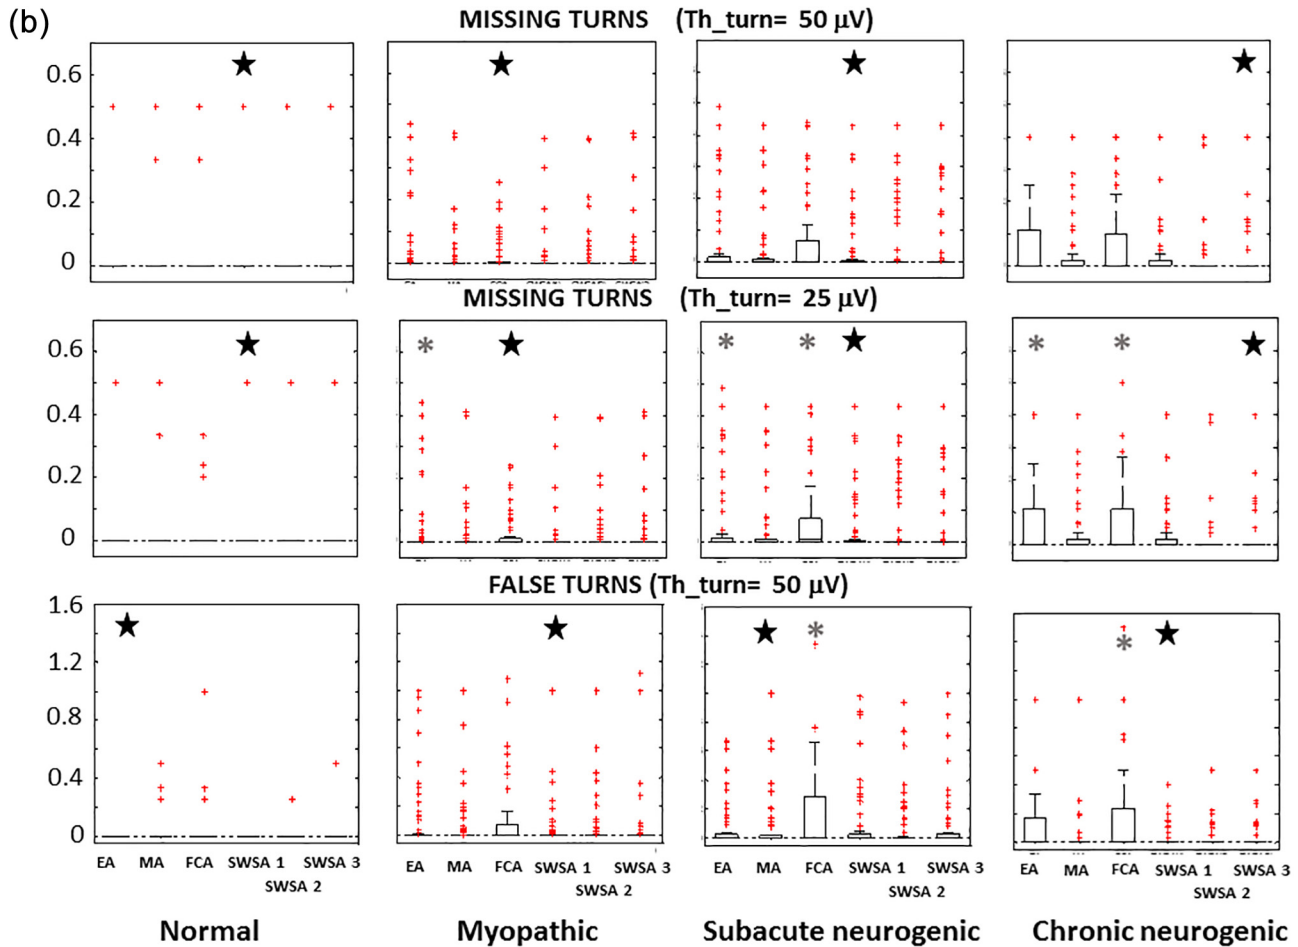 (b)
MISSING TURNS (Th_turn= 50 µV)
0.6
0.4
0.2
0
MISSING TURNS (Th_turn= 25 µV)
0.6
0.4
0.2
0
FALSE TURNS (Th_turn= 50 µV)
1.6
1.2
0.8
0.4
0
EA MA FCA SWSA 1 SWSA 3
SWSA 2
EA MA FCA SWSA 1 SWSA 3
SWSA 2
EA MA FCA SWSA 1 SWSA 3
SWSA 2
EA MA FCA SWSA 1 SWSA 3
SWSA 2
Normal Myopathic Subacute neurogenic Chronic neurogenic